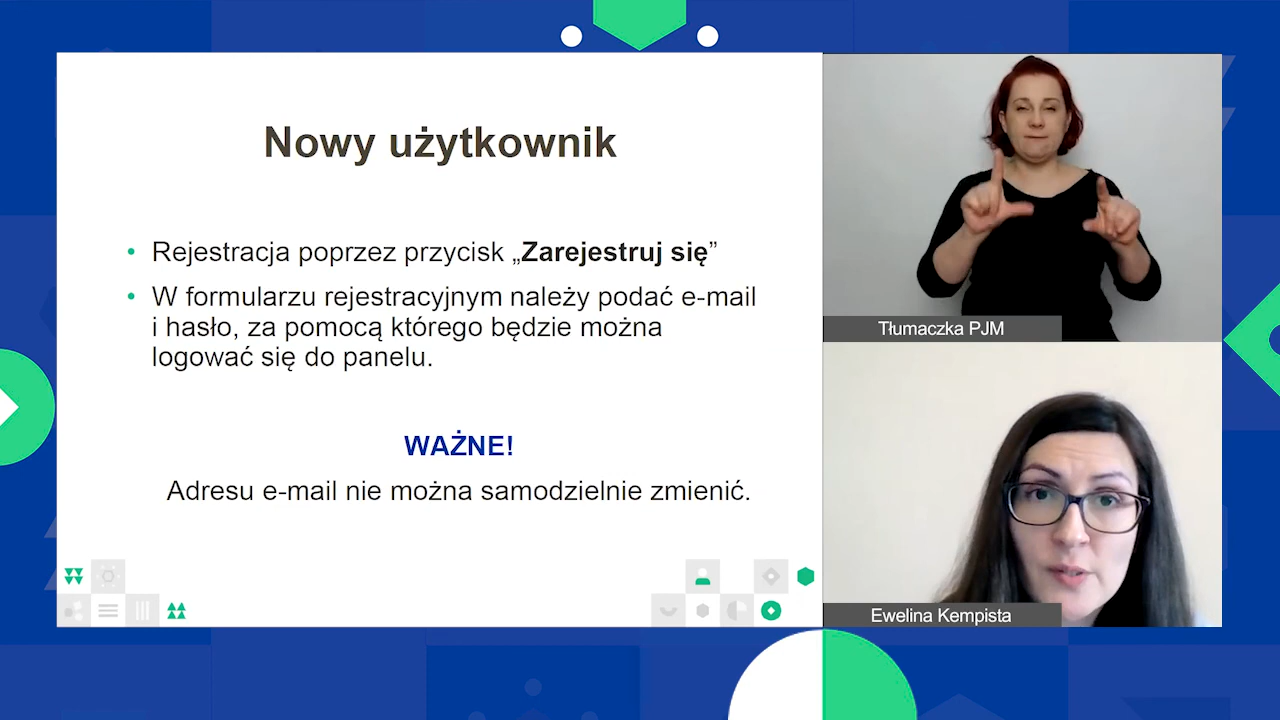 Nowy użytkownik
• Rejestracja poprzez przycisk „Zarejestruj się”
• W formularzu rejestracyjnym należy podać e-mail
i hasło, za pomocą którego będzie można
logować się do panelu.
WAŻNE!
Adresu e-mail nie można samodzielnie zmienić.
Tłumaczka PJM
Ewelina Kempista